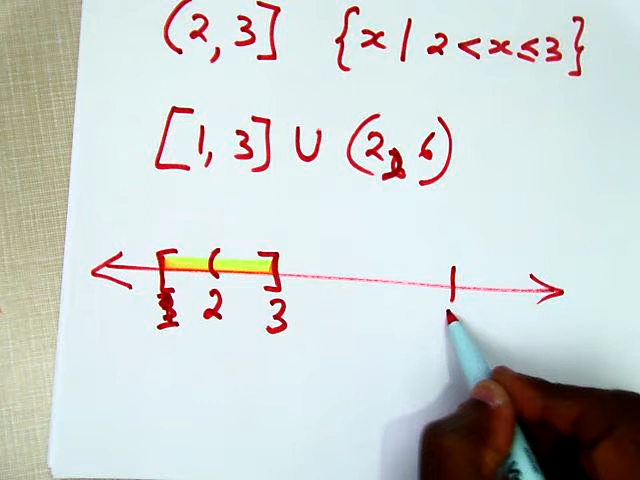 (2, 3] {x | 2 < x ≤ 3}
[1, 3] ∪ (2, 6)
[ ( ]
1 2 3